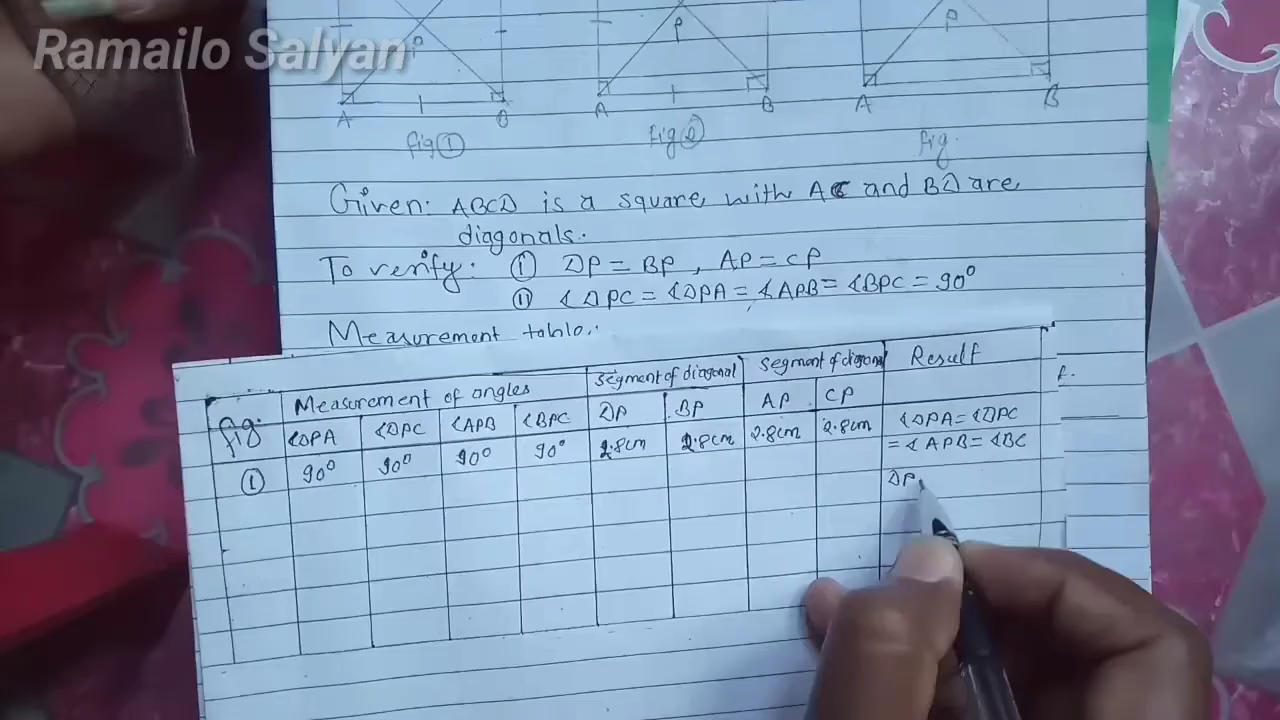 Ramailo Salyan
P P P
A B A B A B
fig ① fig ② fig.
Given: ABCD is a square with AC and BD are
diagonals.
To verify: ① DP = BP, AP = CP
② ∠DPC = ∠DPA = ∠APB = ∠BPC = 90°
Measurement table..
fig. Measurement of angles Segment of diagonal Segment of diagonal Result
∠DPA ∠DPC ∠APB ∠BPC DP BP AP CP
① 90° 90° 90° 90° 2.8cm 2.8cm 2.8cm 2.8cm ∠DPA = ∠DPC
= ∠APB = ∠BC
DP